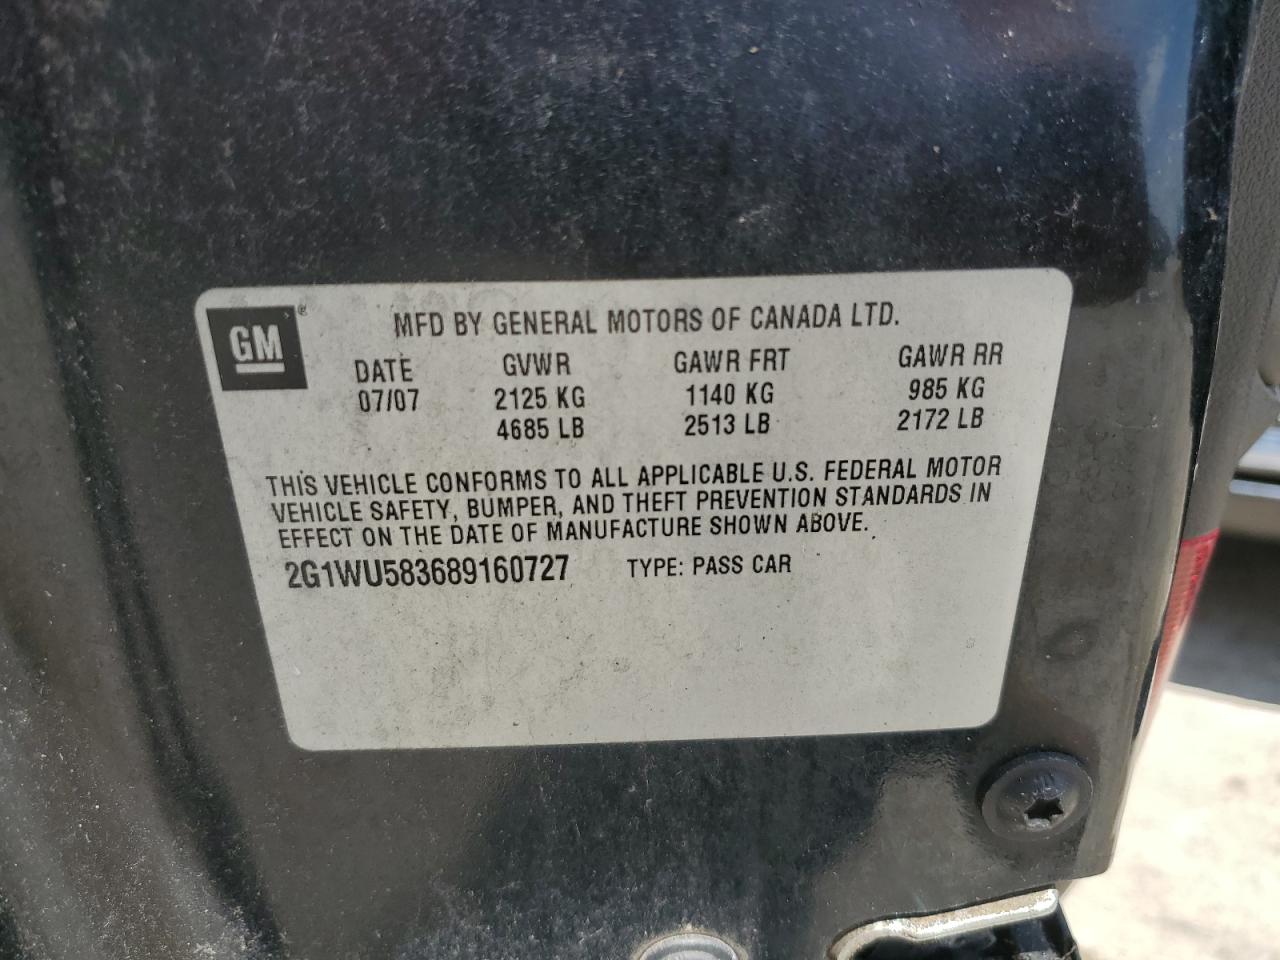 GM®
MFD BY GENERAL MOTORS OF CANADA LTD.
DATE GVWR GAWR FRT GAWR RR
07/07 2125 KG 1140 KG 985 KG
4685 LB 2513 LB 2172 LB
THIS VEHICLE CONFORMS TO ALL APPLICABLE U.S. FEDERAL MOTOR
VEHICLE SAFETY, BUMPER, AND THEFT PREVENTION STANDARDS IN
EFFECT ON THE DATE OF MANUFACTURE SHOWN ABOVE.
2G1WU583689160727 TYPE: PASS CAR